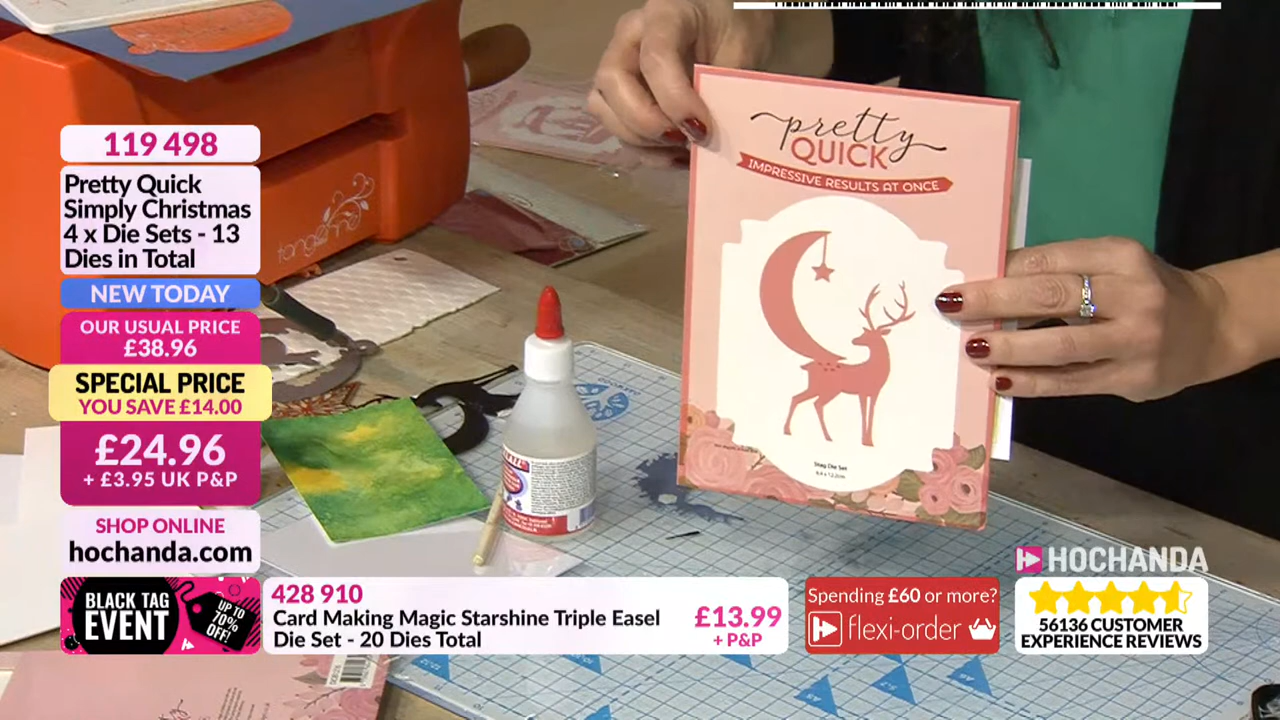 119 498
Pretty Quick
Simply Christmas
4 x Die Sets - 13
Dies in Total
NEW TODAY
OUR USUAL PRICE
£38.96
SPECIAL PRICE
YOU SAVE £14.00
£24.96
+ £3.95 UK P&P
SHOP ONLINE
hochanda.com
BLACK TAG
EVENT
UP TO
70%
OFF!
428 910
Card Making Magic Starshine Triple Easel
Die Set - 20 Dies Total
£13.99
+ P&P
Spending £60 or more?
flexi-order
HOCHANDA
56136 CUSTOMER
EXPERIENCE REVIEWS
pretty
QUICK
IMPRESSIVE RESULTS AT ONCE
Stag Die Set
tangerine
A5